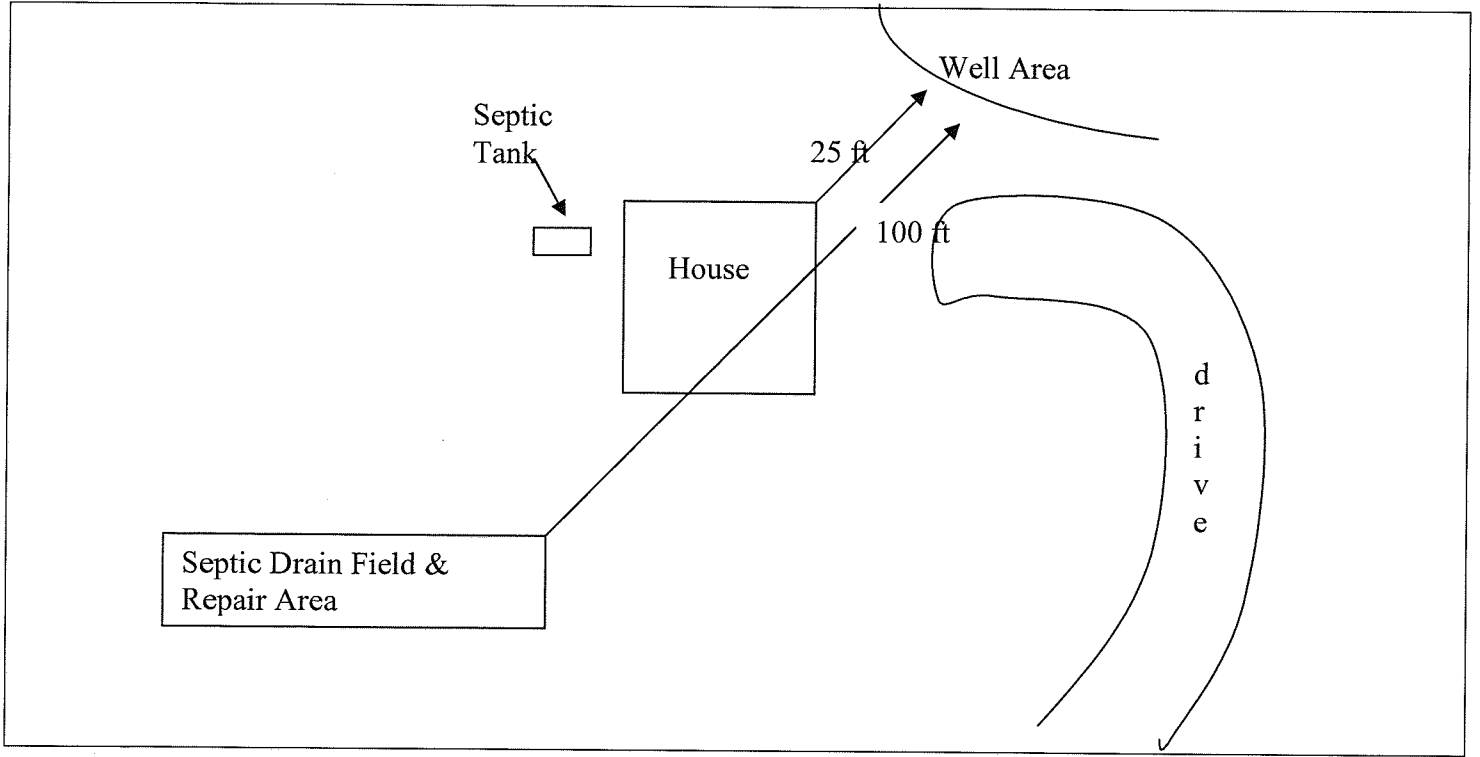 Well Area
Septic
Tank
25 ft
100 ft
House
d
r
i
v
e
Septic Drain Field &
Repair Area